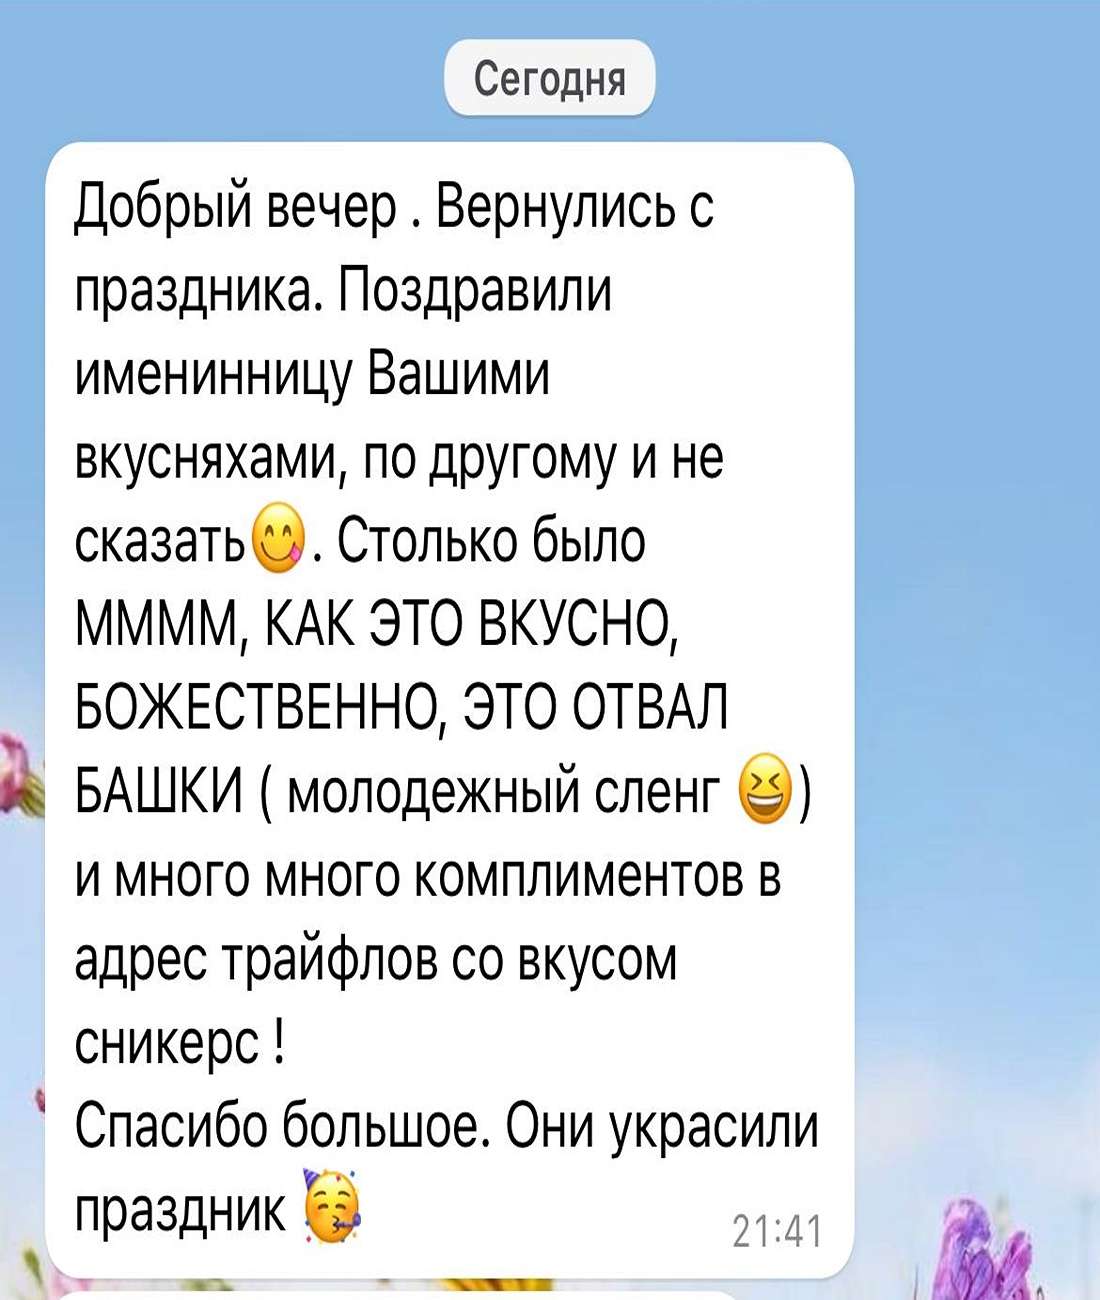 Сегодня
Добрый вечер . Вернулись с
праздника. Поздравили
именинницу Вашими
вкусняхами, по другому и не
сказать😋. Столько было
МММММ, КАК ЭТО ВКУСНО,
БОЖЕСТВЕННО, ЭТО ОТВАЛ
БАШКИ ( молодежный сленг 😆)
и много много комплиментов в
адрес трайфлов со вкусом
сникерс !
Спасибо большое. Они украсили
праздник 🥳
21:41